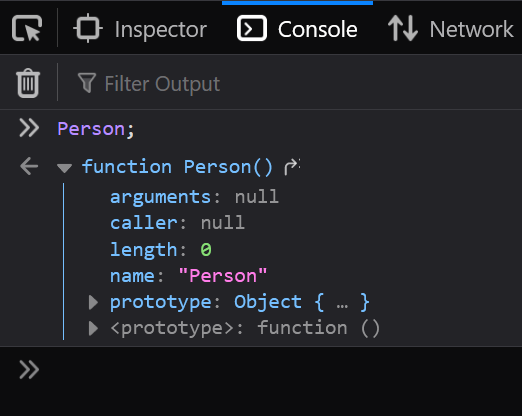 Inspector Console Network
Filter Output
Person;
function Person()
arguments: null
caller: null
length: 0
name: "Person"
prototype: Object { … }
<prototype>: function ()